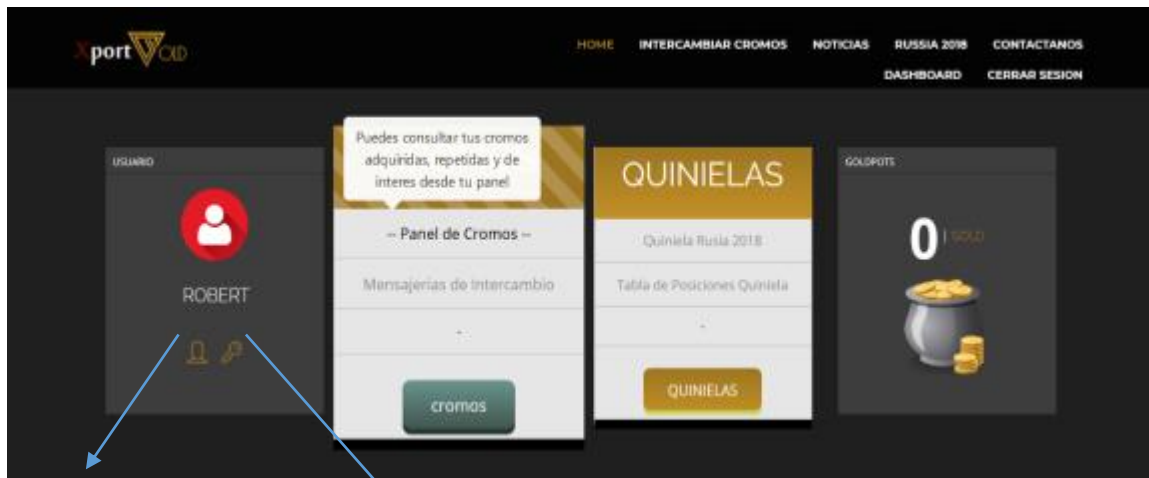 Xport GOLD
HOME INTERCAMBIAR CROMOS NOTICIAS RUSSIA 2018 CONTACTANOS
DASHBOARD CERRAR SESION
USUARIO
ROBERT
Puedes consultar tus cromos
adquiridas, repetidas y de
interes desde tu panel
-- Panel de Cromos --
Mensajerias de Intercambio
-
cromos
QUINIELAS
Quiniela Rusia 2018
Tabla de Posiciones Quiniela
-
QUINIELAS
GOLDPOTS
0 | GOLD